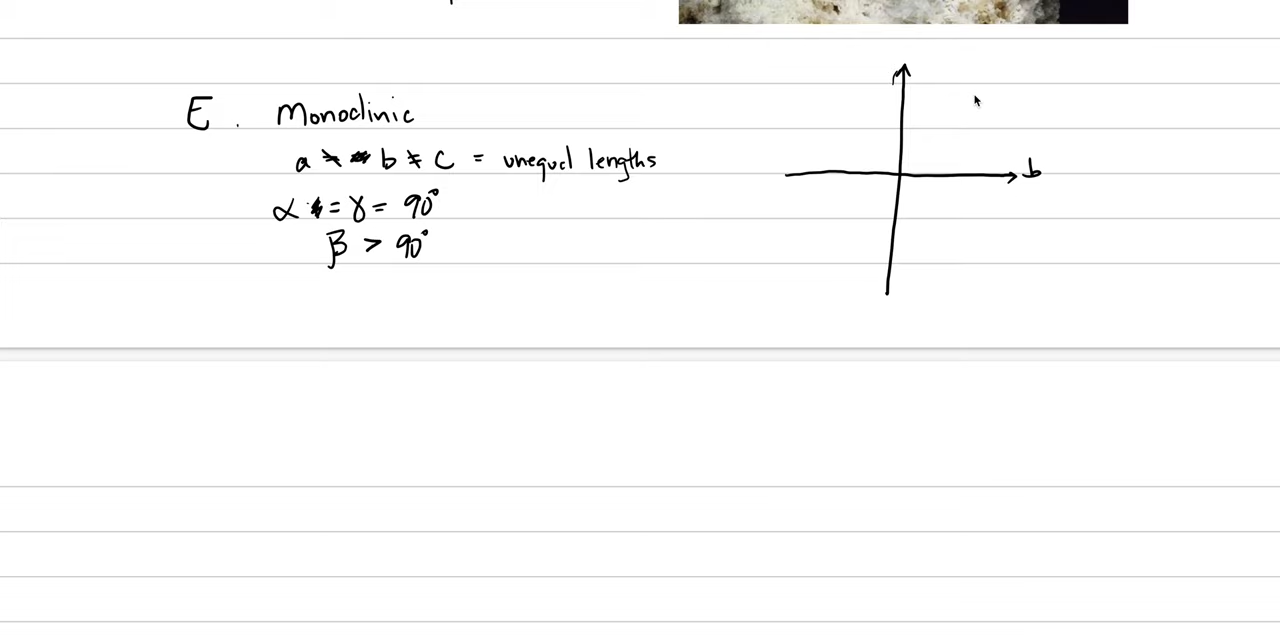 E. Monoclinic
a ≠ b ≠ c = unequal lengths
α = γ = 90°
β > 90°
b